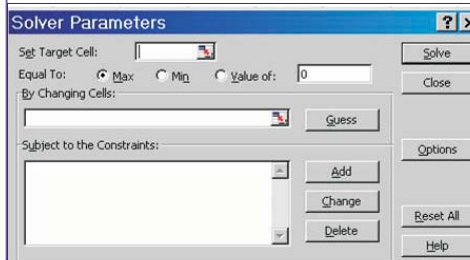 Solver Parameters ? x
Set Target Cell: Solve
Equal To: Max Min Value of: 0 Close
By Changing Cells:
Guess
Subject to the Constraints: Options
Add
Change Reset All
Delete
Help